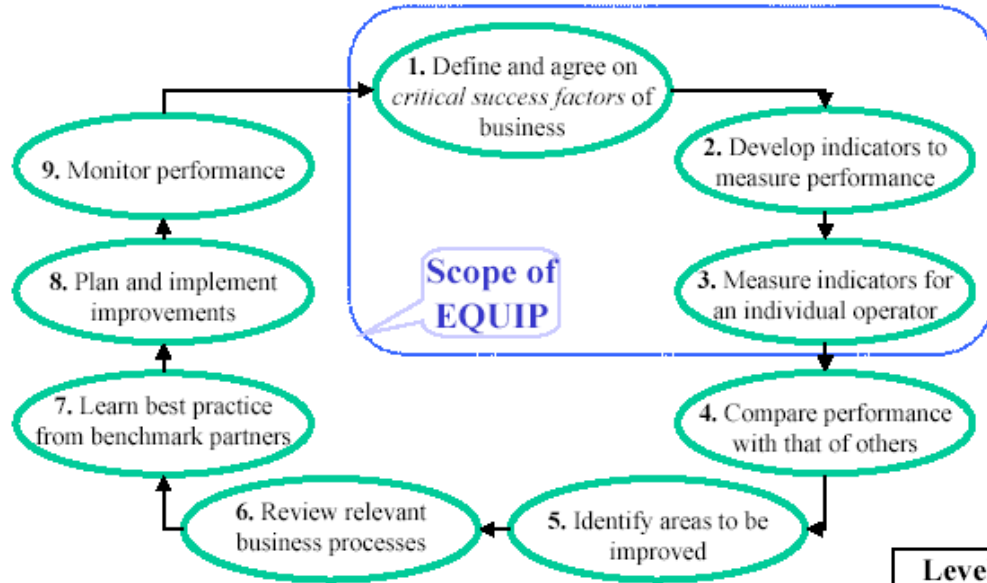 1. Define and agree on
critical success factors of
business
2. Develop indicators to
measure performance
3. Measure indicators for
an individual operator
4. Compare performance
with that of others
5. Identify areas to be
improved
6. Review relevant
business processes
7. Learn best practice
from benchmark partners
8. Plan and implement
improvements
9. Monitor performance
Scope of
EQUIP